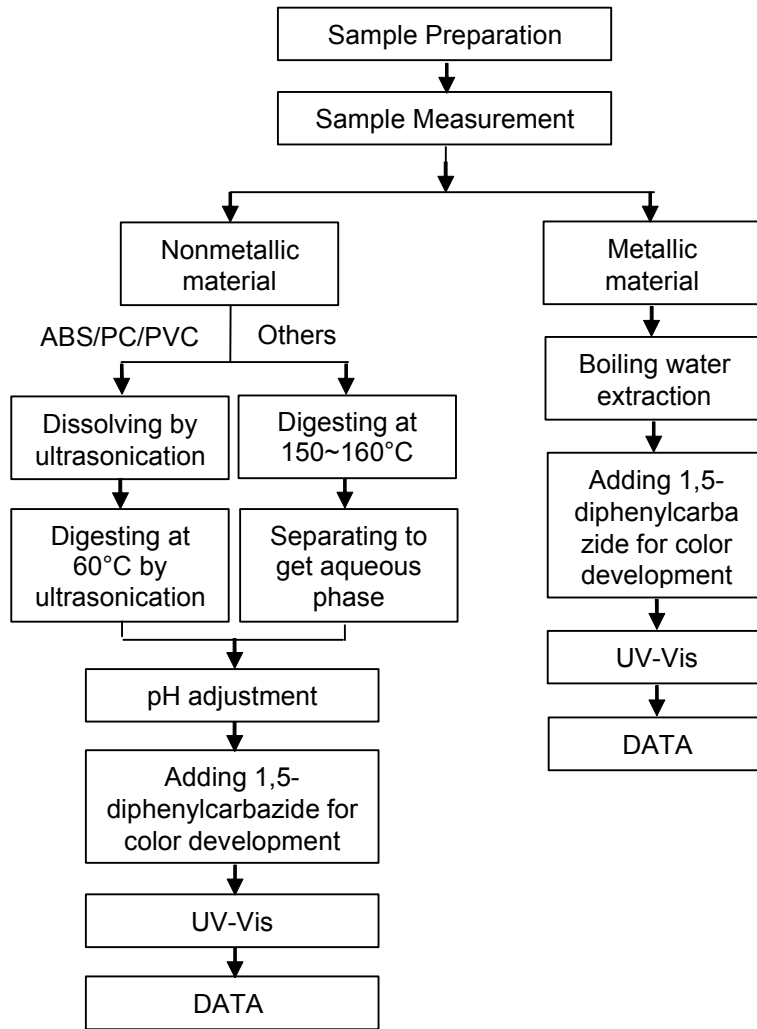 Sample Preparation
Sample Measurement
Nonmetallic
material
Metallic
material
ABS/PC/PVC
Others
Boiling water
extraction
Dissolving by
ultrasonication
Digesting at
150~160°C
Adding 1,5-
diphenylcarba
zide for color
development
Digesting at
60°C by
ultrasonication
Separating to
get aqueous
phase
UV-Vis
pH adjustment
DATA
Adding 1,5-
diphenylcarbazide for
color development
UV-Vis
DATA